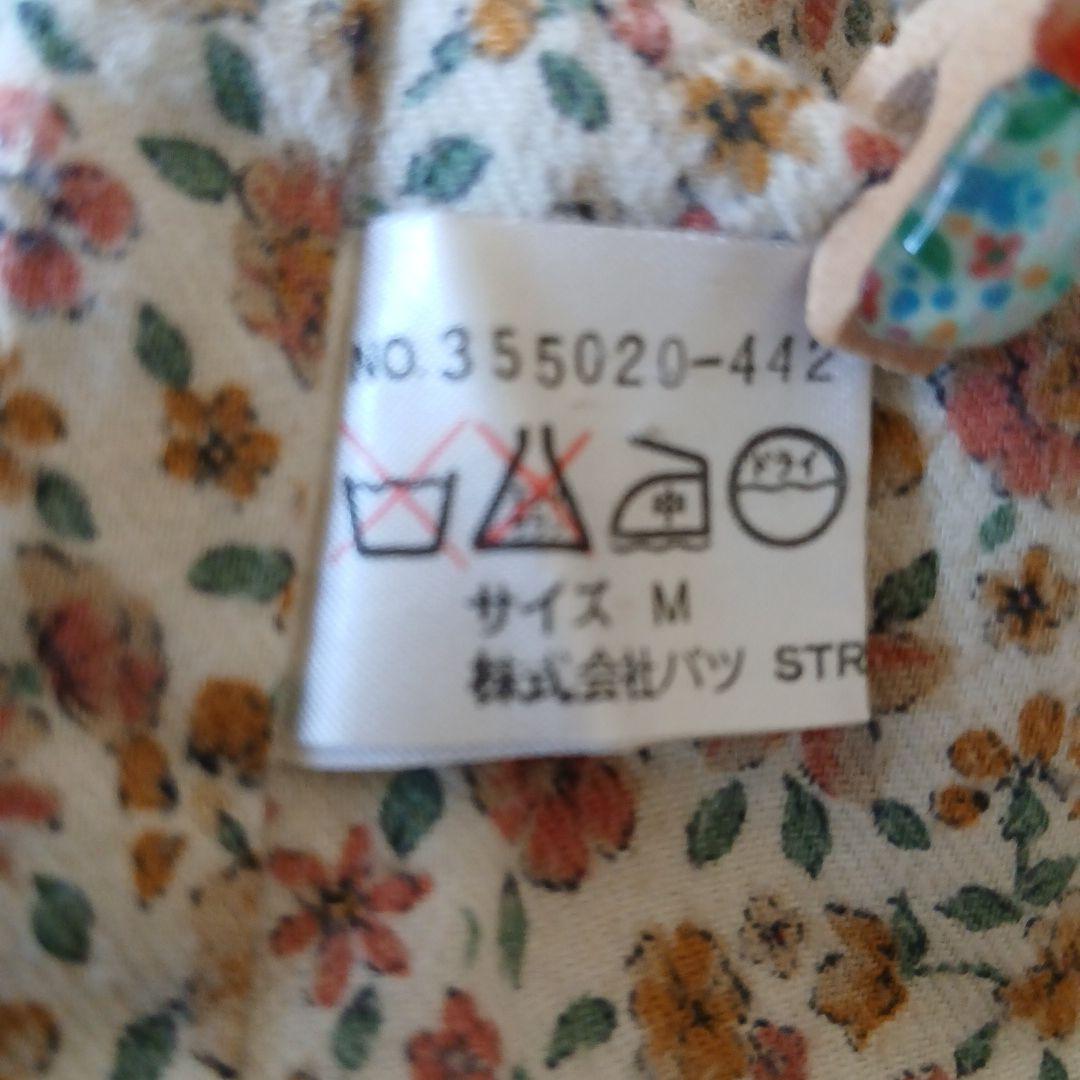 NO.355020-442
ドライ
中
サイズ M
株式会社バツ STR